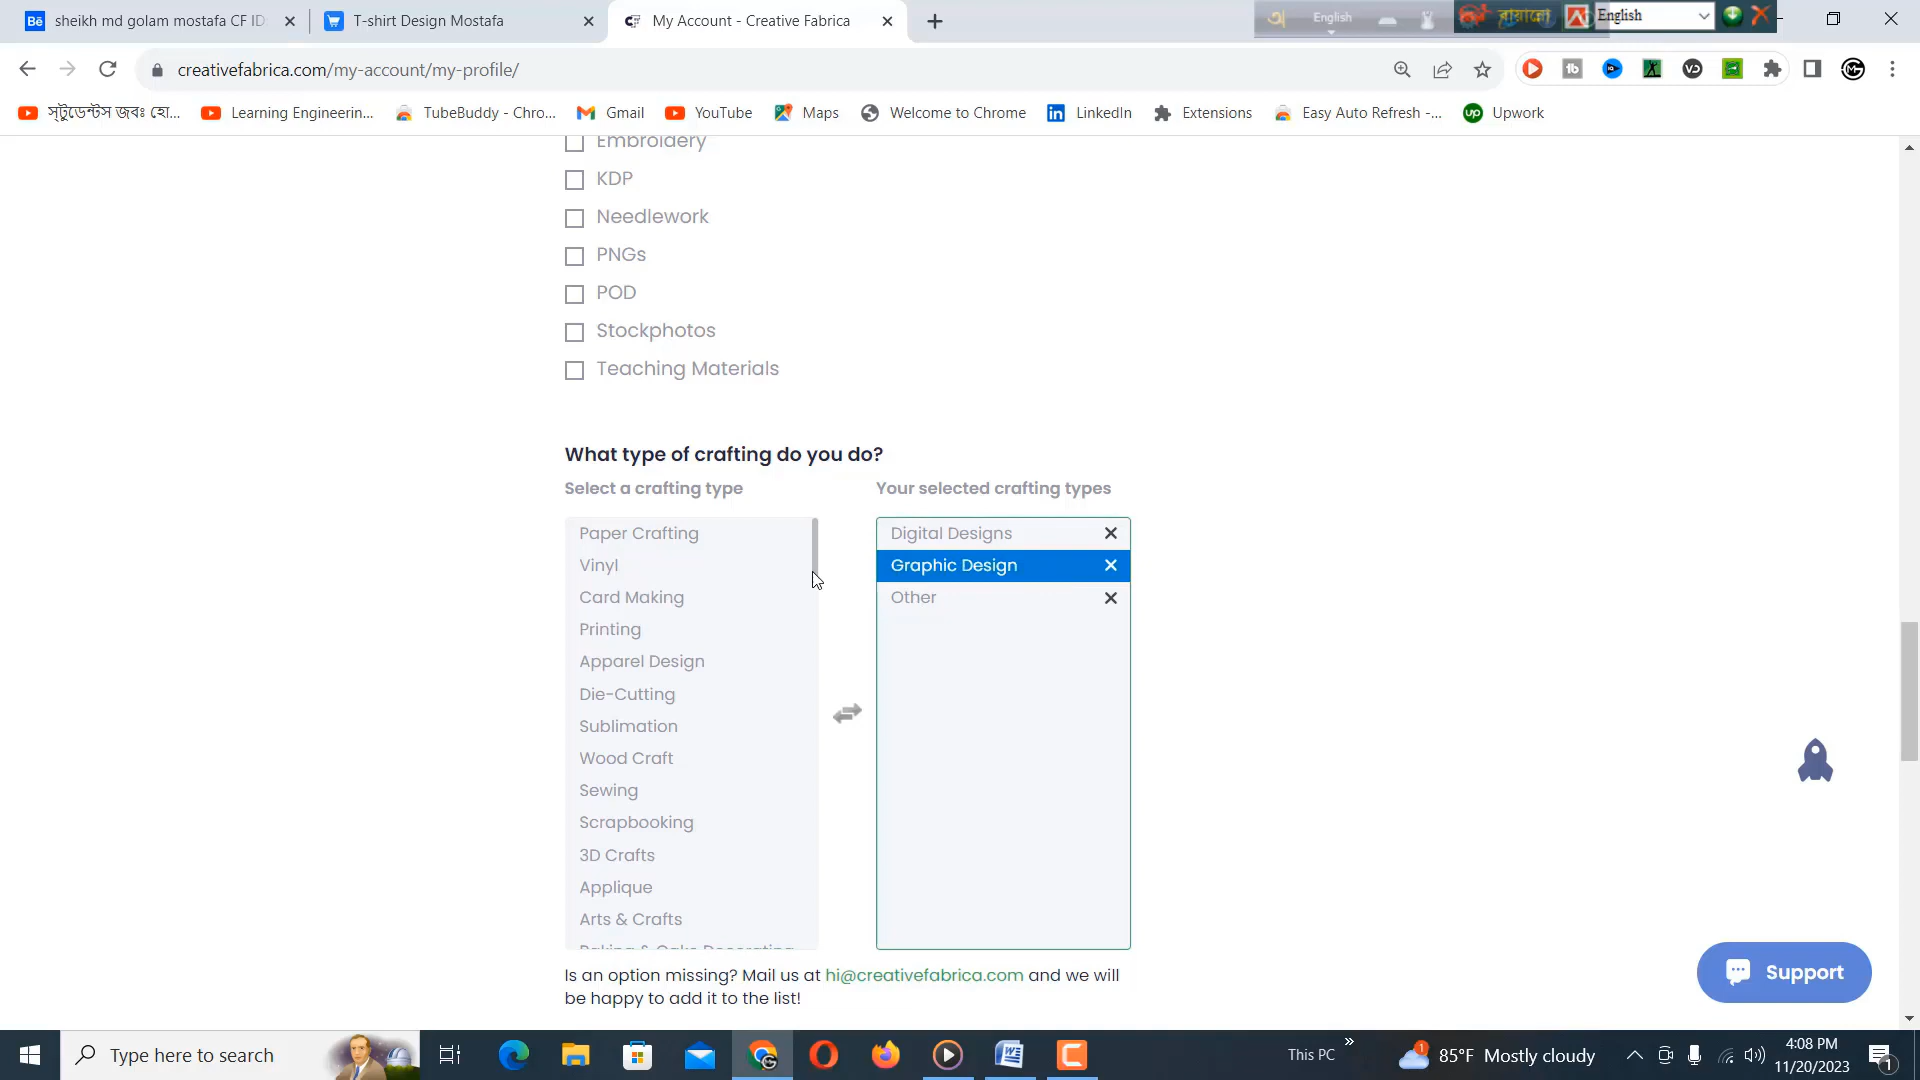 sheikh md golam mostafa CF ID
T-shirt Design Mostafa
My Account - Creative Fabrica
English
English
creativefabrica.com/my-account/my-profile/
স্টুডেন্টস জবঃ হো...
Learning Engineerin...
TubeBuddy - Chro...
Gmail
YouTube
Maps
Welcome to Chrome
LinkedIn
Extensions
Easy Auto Refresh -...
Upwork
Embroidery
KDP
Needlework
PNGs
POD
Stockphotos
Teaching Materials
What type of crafting do you do?
Select a crafting type
Your selected crafting types
Paper Crafting
Vinyl
Card Making
Printing
Apparel Design
Die-Cutting
Sublimation
Wood Craft
Sewing
Scrapbooking
3D Crafts
Applique
Arts & Crafts
Baking & Cake Decorating
Digital Designs
Graphic Design
Other
Is an option missing? Mail us at hi@creativefabrica.com and we will
be happy to add it to the list!
Support
Type here to search
This PC
85°F Mostly cloudy
4:08 PM
11/20/2023